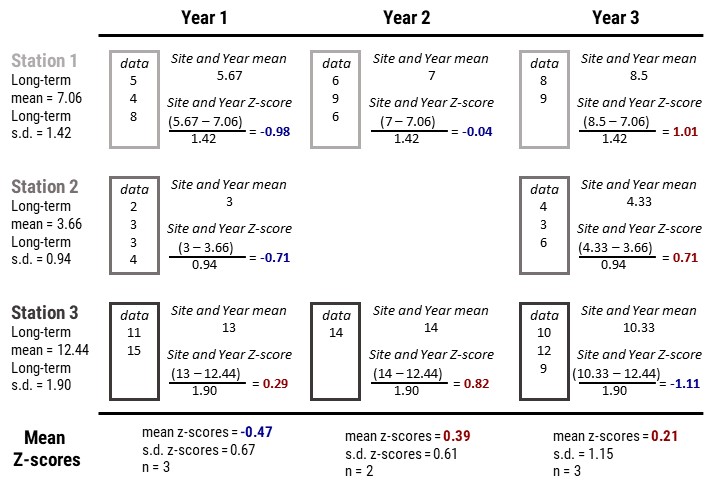 Year 1 Year 2 Year 3
Station 1
Long-term
mean = 7.06
Long-term
s.d. = 1.42
data
5
4
8
Site and Year mean
5.67
Site and Year Z-score
(5.67 – 7.06)
1.42
= -0.98
data
6
9
6
Site and Year mean
7
Site and Year Z-score
(7 – 7.06)
1.42
= -0.04
data
8
9
Site and Year mean
8.5
Site and Year Z-score
(8.5 – 7.06)
1.42
= 1.01
Station 2
Long-term
mean = 3.66
Long-term
s.d. = 0.94
data
2
3
3
4
Site and Year mean
3
Site and Year Z-score
(3 – 3.66)
0.94
= -0.71
data
4
3
6
Site and Year mean
4.33
Site and Year Z-score
(4.33 – 3.66)
0.94
= 0.71
Station 3
Long-term
mean = 12.44
Long-term
s.d. = 1.90
data
11
15
Site and Year mean
13
Site and Year Z-score
(13 – 12.44)
1.90
= 0.29
data
14
Site and Year mean
14
Site and Year Z-score
(14 – 12.44)
1.90
= 0.82
data
10
12
9
Site and Year mean
10.33
Site and Year Z-score
(10.33 – 12.44)
1.90
= -1.11
Mean
Z-scores
mean z-scores = -0.47
s.d. z-scores = 0.67
n = 3
mean z-scores = 0.39
s.d. z-scores = 0.61
n = 2
mean z-scores = 0.21
s.d. = 1.15
n = 3